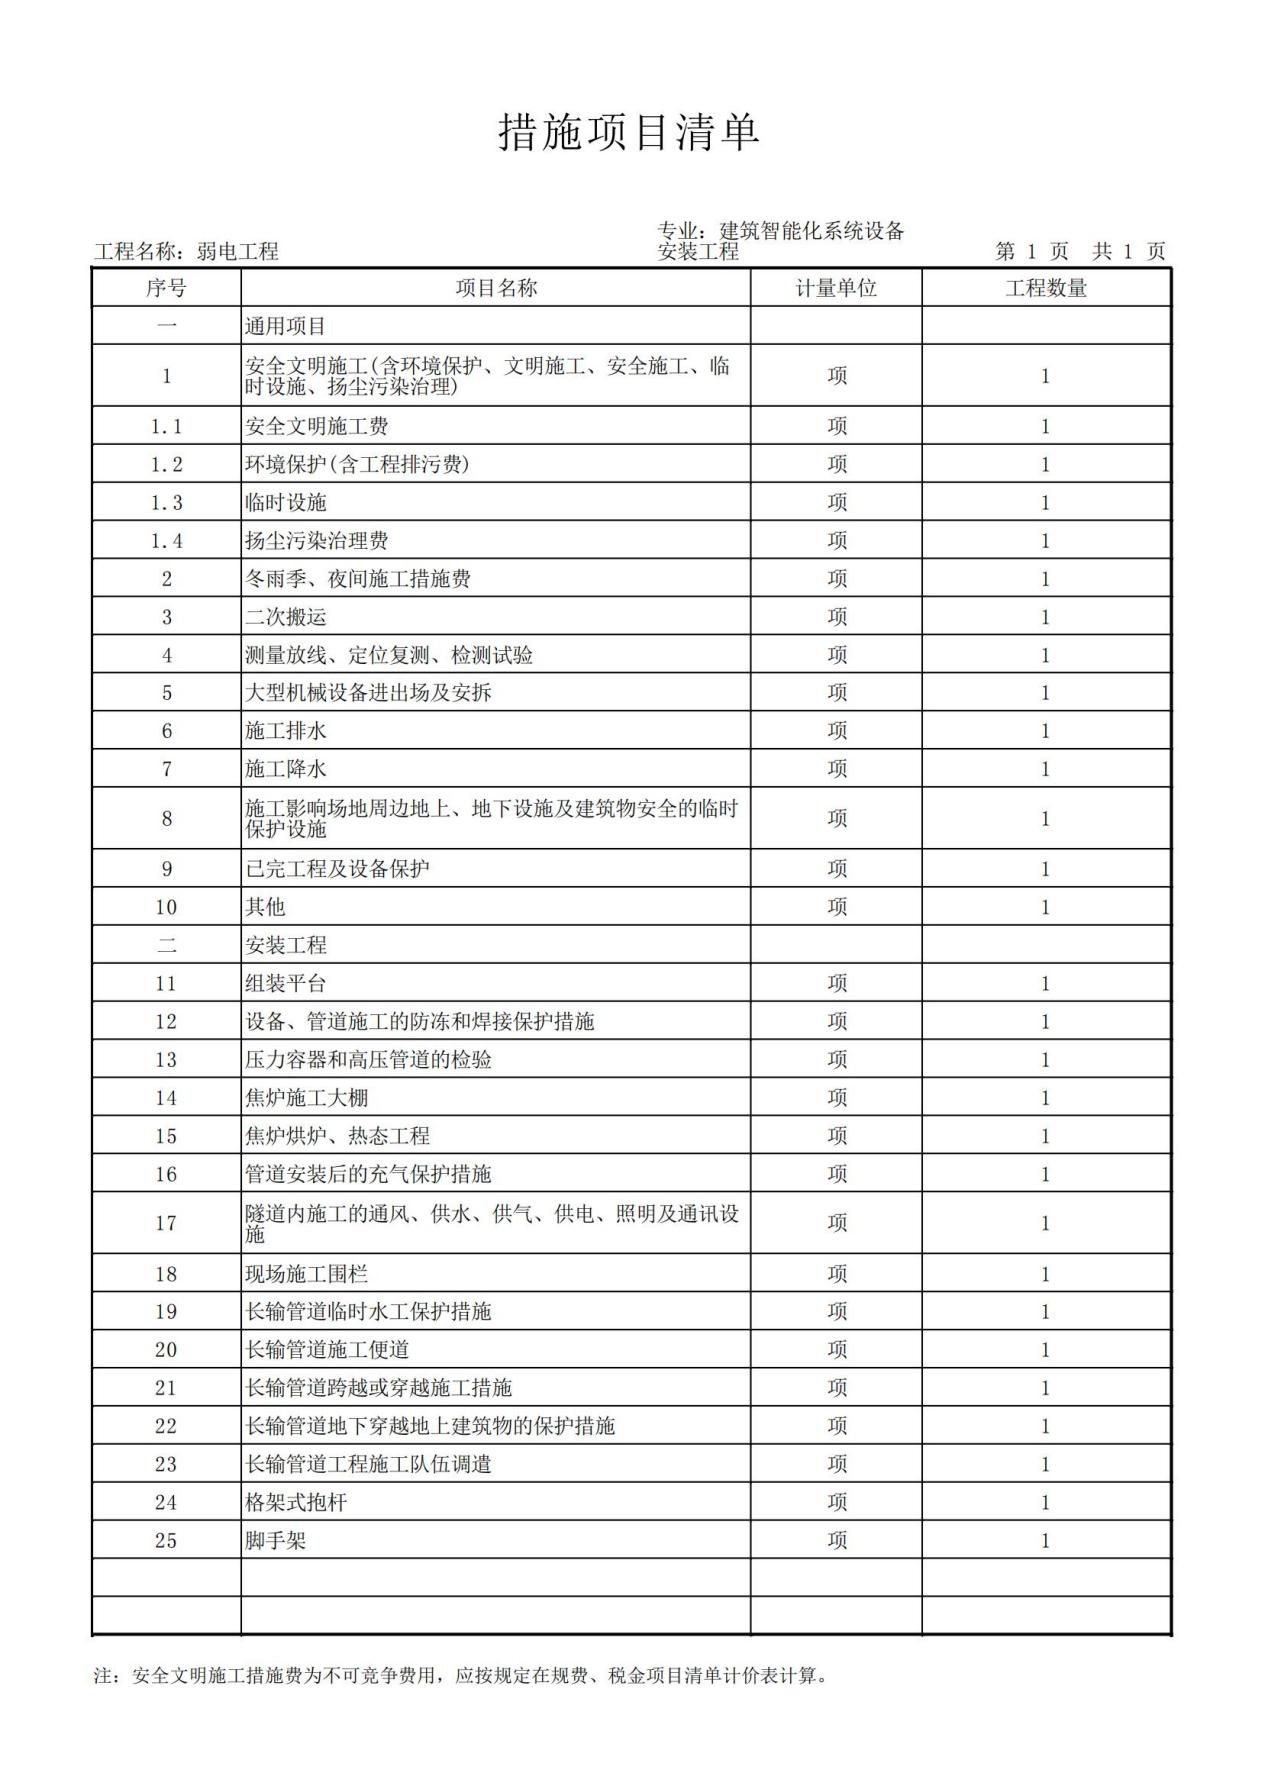 措施项目清单
专业：建筑智能化系统设备
工程名称：弱电工程 安装工程 第 1 页 共 1 页
序号 项目名称 计量单位 工程数量
一 通用项目
1 安全文明施工(含环境保护、文明施工、安全施工、临
时设施、扬尘污染治理) 项 1
1.1 安全文明施工费 项 1
1.2 环境保护(含工程排污费) 项 1
1.3 临时设施 项 1
1.4 扬尘污染治理费 项 1
2 冬雨季、夜间施工措施费 项 1
3 二次搬运 项 1
4 测量放线、定位复测、检测试验 项 1
5 大型机械设备进出场及安拆 项 1
6 施工排水 项 1
7 施工降水 项 1
8 施工影响场地周边地上、地下设施及建筑物安全的临时
保护设施 项 1
9 已完工程及设备保护 项 1
10 其他 项 1
二 安装工程
11 组装平台 项 1
12 设备、管道施工的防冻和焊接保护措施 项 1
13 压力容器和高压管道的检验 项 1
14 焦炉施工大棚 项 1
15 焦炉烘炉、热态工程 项 1
16 管道安装后的充气保护措施 项 1
17 隧道内施工的通风、供水、供气、供电、照明及通讯设
施 项 1
18 现场施工围栏 项 1
19 长输管道临时水工保护措施 项 1
20 长输管道施工便道 项 1
21 长输管道跨越或穿越施工措施 项 1
22 长输管道地下穿越地上建筑物的保护措施 项 1
23 长输管道工程施工队伍调遣 项 1
24 格架式抱杆 项 1
25 脚手架 项 1
注：安全文明施工措施费为不可竞争费用，应按规定在规费、税金项目清单计价表计算。